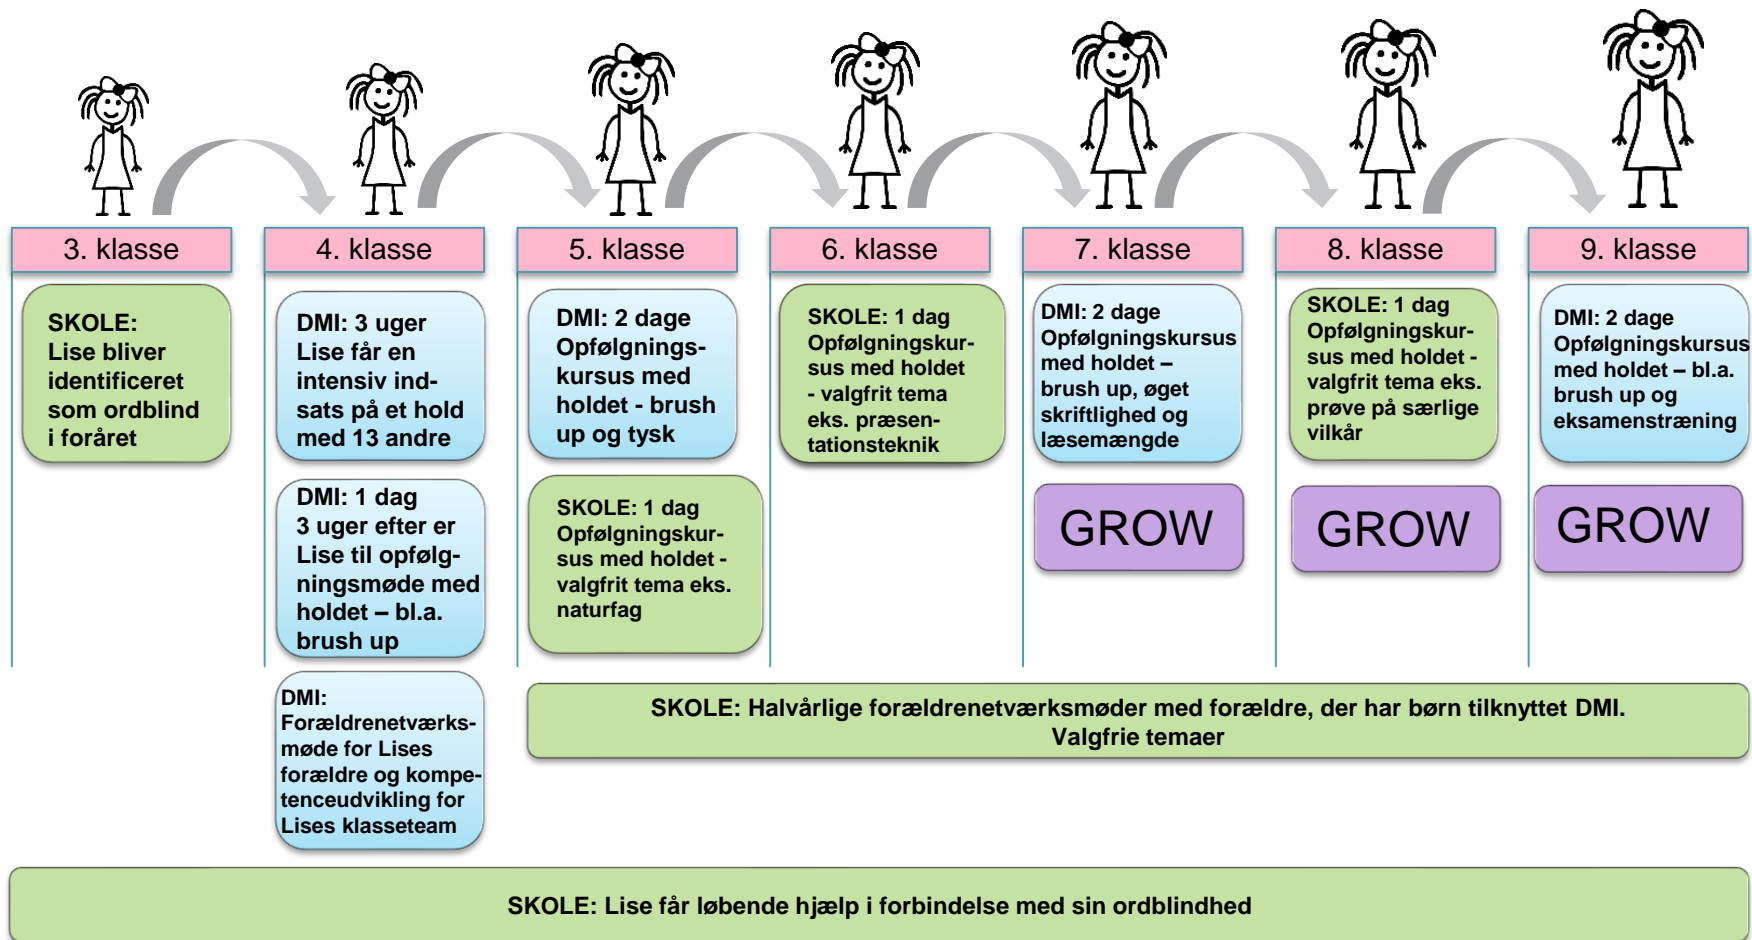 3. klasse
4. klasse
5. klasse
6. klasse
7. klasse
8. klasse
9. klasse
SKOLE:
Lise bliver
identificeret
som ordblind
i foråret
DMI: 3 uger
Lise får en
intensiv ind-
sats på et hold
med 13 andre
DMI: 1 dag
3 uger efter er
Lise til opfølg-
ningsmøde med
holdet – bl.a.
brush up
DMI:
Forældrenetværks-
møde for Lises
forældre og kompe-
tenceudvikling for
Lises klasseteam
DMI: 2 dage
Opfølgnings-
kursus med
holdet - brush
up og tysk
SKOLE: 1 dag
Opfølgningskur-
sus med holdet -
valgfrit tema eks.
naturfag
SKOLE: 1 dag
Opfølgningskur-
sus med holdet
- valgfrit tema
eks. præsen-
tationsteknik
DMI: 2 dage
Opfølgningskursus
med holdet –
brush up, øget
skriftlighed og
læsemængde
GROW
SKOLE: 1 dag
Opfølgningskur-
sus med holdet -
valgfrit tema eks.
prøve på særlige
vilkår
GROW
DMI: 2 dage
Opfølgningskursus
med holdet – bl.a.
brush up og
eksamenstræning
GROW
SKOLE: Halvårlige forældrenetværksmøder med forældre, der har børn tilknyttet DMI.
Valgfrie temaer
SKOLE: Lise får løbende hjælp i forbindelse med sin ordblindhed